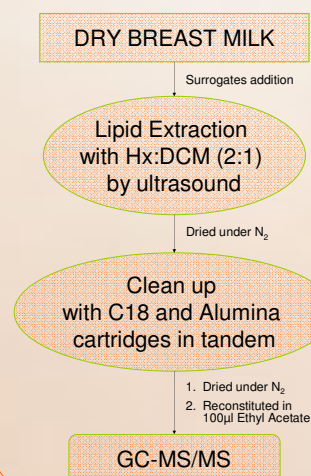 DRY BREAST MILK
Surrogates addition
Lipid Extraction
with Hx:DCM (2:1)
by ultrasound
Dried under N₂
Clean up
with C18 and Alumina
cartridges in tandem
1. Dried under N₂
2. Reconstituted in
100µl Ethyl Acetate
GC-MS/MS